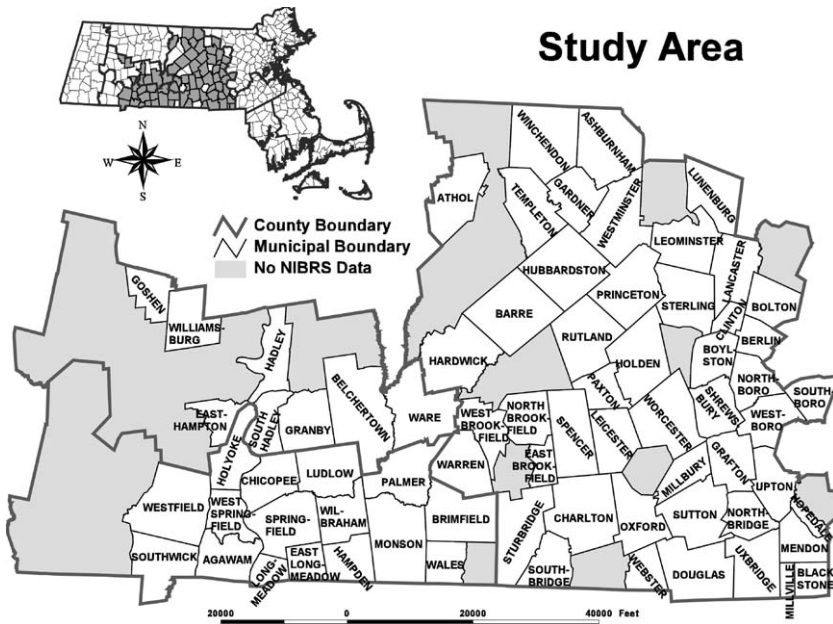 Study Area
N
W
E
S
County Boundary
Municipal Boundary
No NIBRS Data
WINCHENDON
ASHBURNHAM
ATHOL
TEMPLETON
GARDNER
WESTMINSTER
LUNENBURG
LEOMINSTER
LANCASTER
HUBBARDSTON
GOSHEN
WILLIAMS-
BURG
PRINCETON
STERLING
CLINTON
BOLTON
BARRE
BERLIN
HADLEY
RUTLAND
HARDWICK
HOLDEN
BOYL-
STON
NORTH-
BORO
SOUTH-
BORO
BELCHERTOWN
PAXTON
SHREWS
BURY
WEST-
BORO
EAST-
HAMPTON
SOUTH
HADLEY
GRANBY
WARE
WEST
BROOK-
FIELD
NORTH
BROOK-
FIELD
SPENCER
LEICESTER
WORCESTER
HOLYOKE
GRAFTON
EAST
BROOK-
FIELD
CHICOPEE
LUDLOW
WARREN
PALMER
MILLBURY
UPTON
WESTFIELD
WEST
SPRING-
FIELD
SPRING-
FIELD
WIL-
BRAHAM
BRIMFIELD
STURBRIDGE
CHARLTON
OXFORD
SUTTON
NORTH-
BRIDGE
HOPEDALE
SOUTHWICK
AGAWAM
LONG-
MEADOW
EAST
LONG-
MEADOW
HAMPDEN
MONSON
WALES
SOUTH-
BRIDGE
WEBSTER
DOUGLAS
UXBRIDGE
MENDON
MILLVILLE
BLACK
STONE
20000 0 20000 40000 Feet